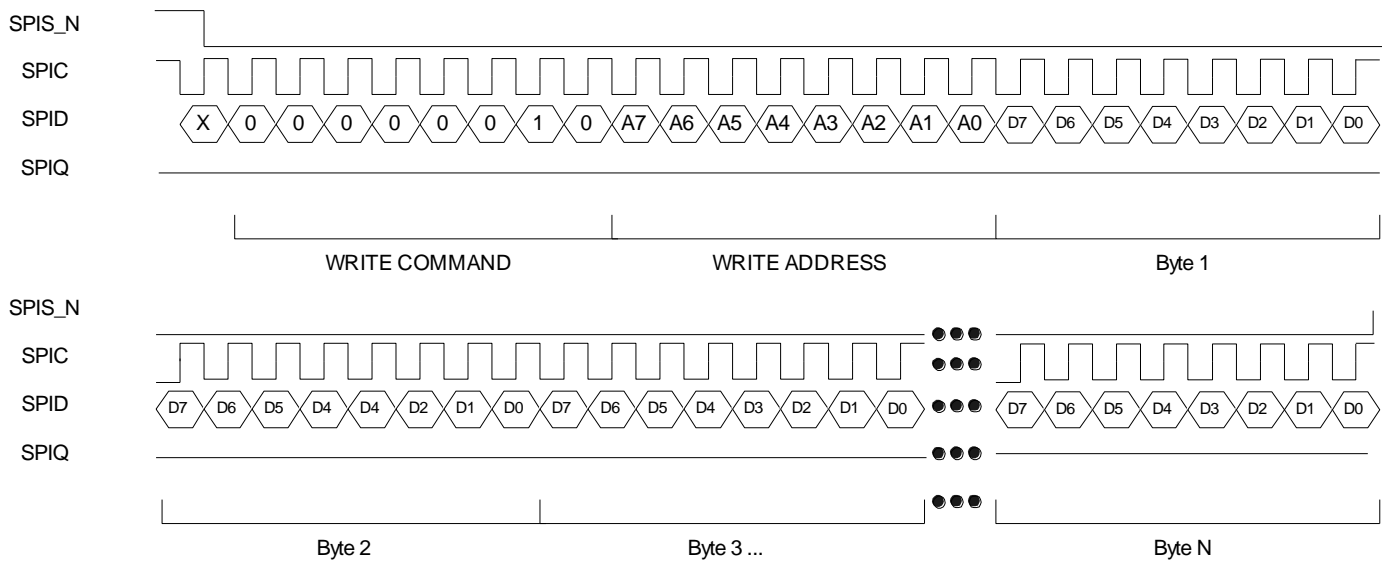 SPIS_N
SPIC
SPID X 0 0 0 0 0 0 1 0 A7 A6 A5 A4 A3 A2 A1 A0 D7 D6 D5 D4 D3 D2 D1 D0
SPIQ
WRITE COMMAND WRITE ADDRESS Byte 1
SPIS_N
SPIC
SPID D7 D6 D5 D4 D4 D2 D1 D0 D7 D6 D5 D4 D3 D2 D1 D0 D7 D6 D5 D4 D3 D2 D1 D0
SPIQ
Byte 2 Byte 3 ... Byte N